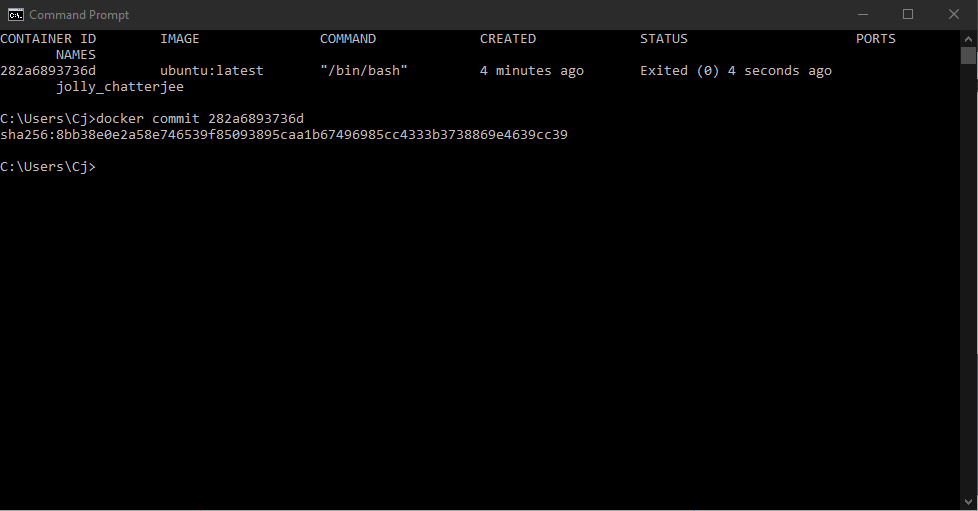 Command Prompt
CONTAINER ID        IMAGE               COMMAND             CREATED             STATUS                     PORTS
       NAMES
282a6893736d        ubuntu:latest       "/bin/bash"         4 minutes ago       Exited (0) 4 seconds ago
       jolly_chatterjee
C:\Users\Cj>docker commit 282a6893736d
sha256:8bb38e0e2a58e746539f85093895caa1b67496985cc4333b3738869e4639cc39
C:\Users\Cj>